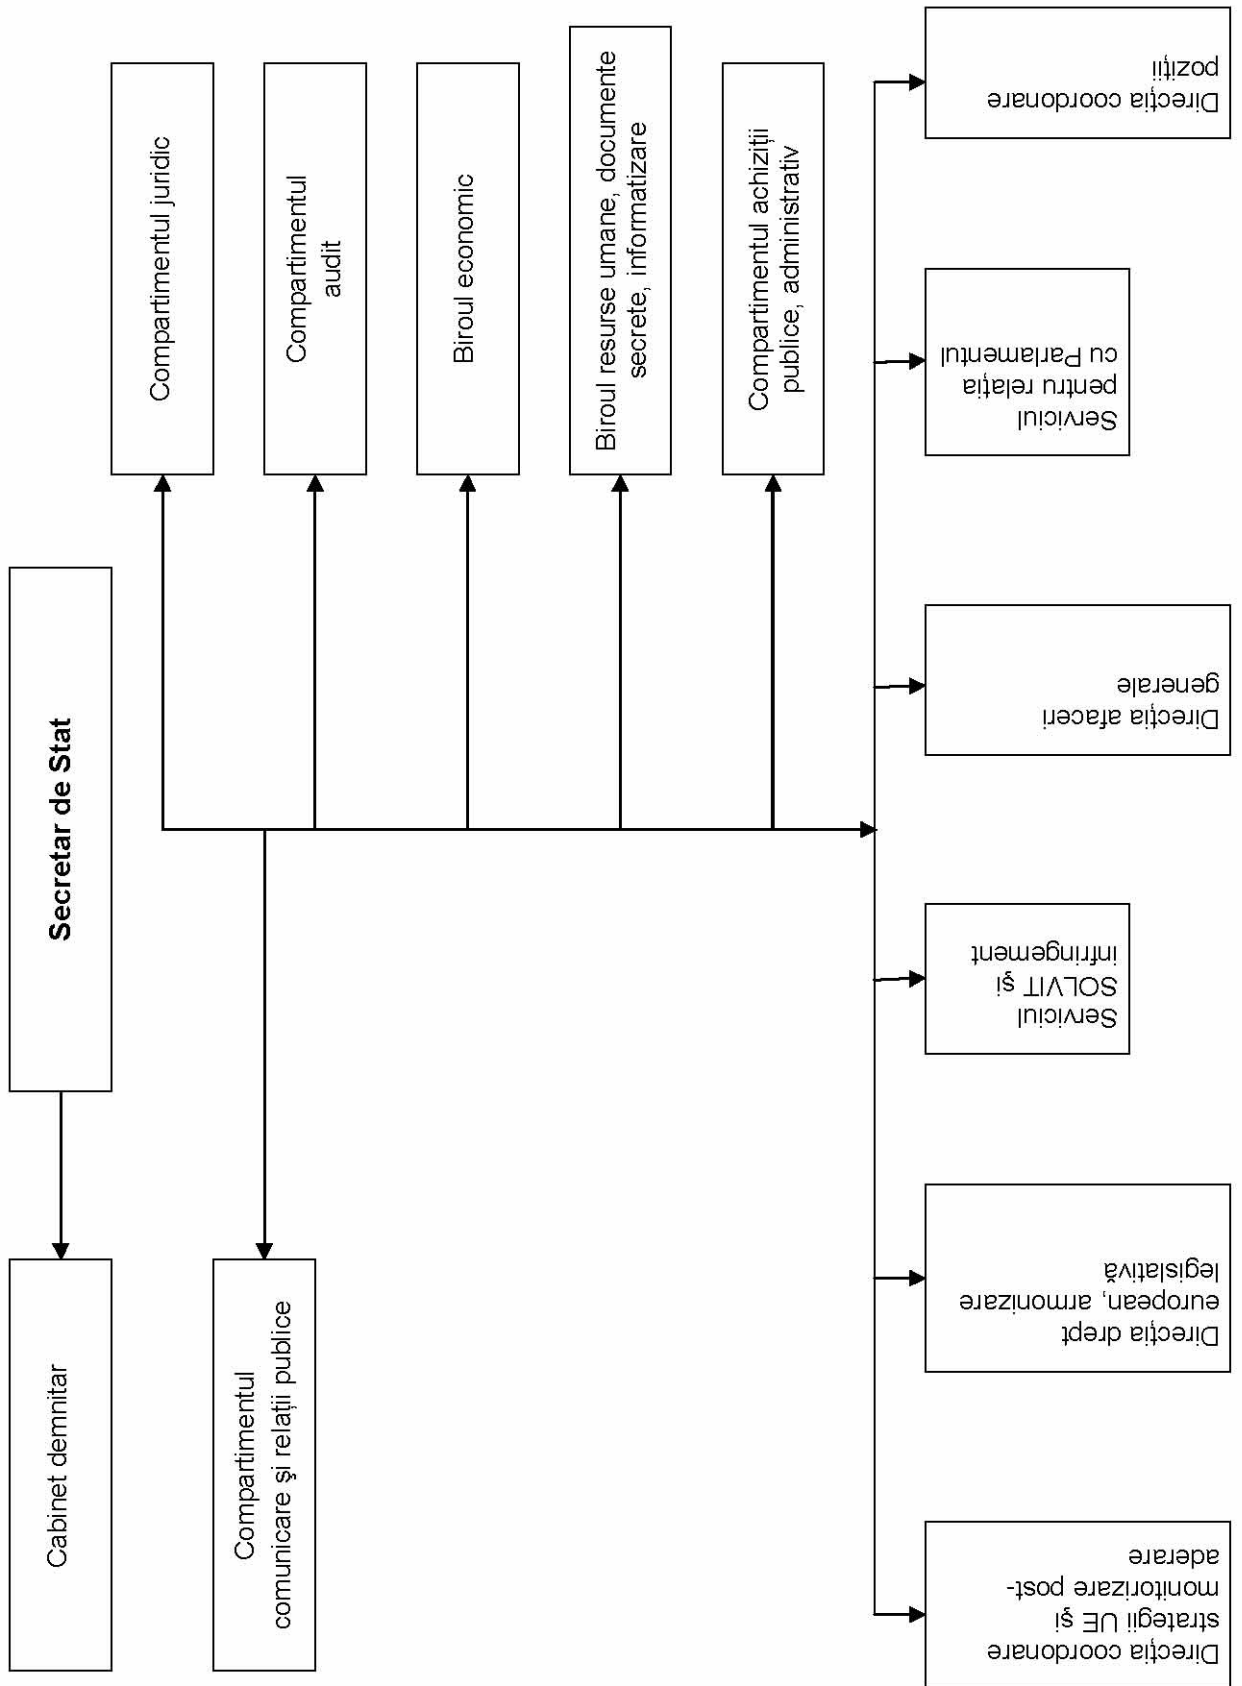 Secretar de Stat
Cabinet demnitar
Compartimentul
comunicare şi relaţii publice
Compartimentul juridic
Compartimentul
audit
Biroul economic
Biroul resurse umane, documente
secrete, informatizare
Compartimentul achiziţii
publice, administrativ
Direcţia coordonare
strategii UE şi
monitorizare post-
aderare
Direcţia drept
european, armonizare
legislativă
Serviciul
SOLVIT şi
infringement
Direcţia afaceri
generale
Serviciul
pentru relaţia
cu Parlamentul
Direcţia coordonare
poziţii